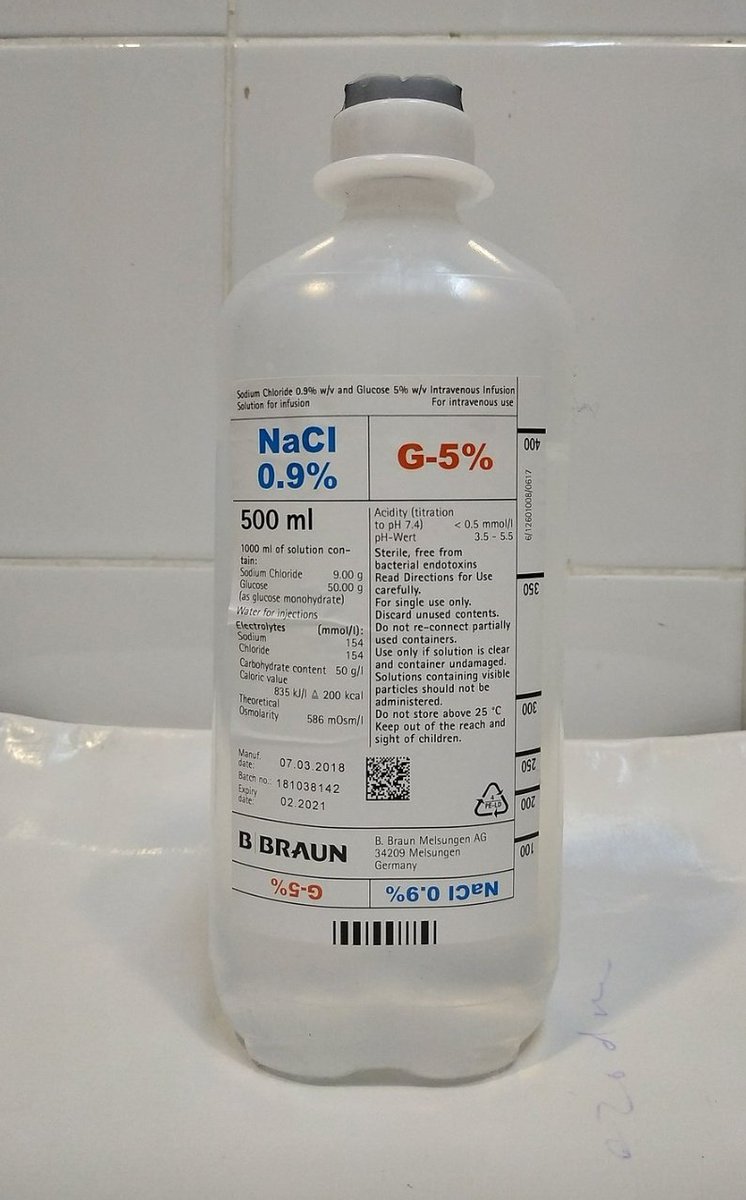 Sodium Chloride 0.9% w/v and Glucose 5% w/v Intravenous Infusion
Solution for infusion For intravenous use
NaCl
0.9%
G-5%
500 ml
1000 ml of solution con-
tain:
Sodium Chloride 9.00 g
Glucose 50.00 g
(as glucose monohydrate)
Water for injections
Electrolytes (mmol/l):
Sodium 154
Chloride 154
Carbohydrate content 50 g/l
Caloric value
835 kJ/l ≙ 200 kcal
Theoretical
Osmolarity 586 mOsm/l
Acidity (titration
to pH 7.4) < 0.5 mmol/l
pH-Wert 3.5 - 5.5
Sterile, free from
bacterial endotoxins
Read Directions for Use
carefully.
For single use only.
Discard unused contents.
Do not re-connect partially
used containers.
Use only if solution is clear
and container undamaged.
Solutions containing visible
particles should not be
administered.
Do not store above 25 °C
Keep out of the reach and
sight of children.
Manuf.
date: 07.03.2018
Batch no.: 181038142
Expiry
date: 02.2021
4
PE-LD
B|BRAUN
B. Braun Melsungen AG
34209 Melsungen
Germany
G-5%
NaCl 0.9%
400
6/12601008/0617
350
300
250
200
100